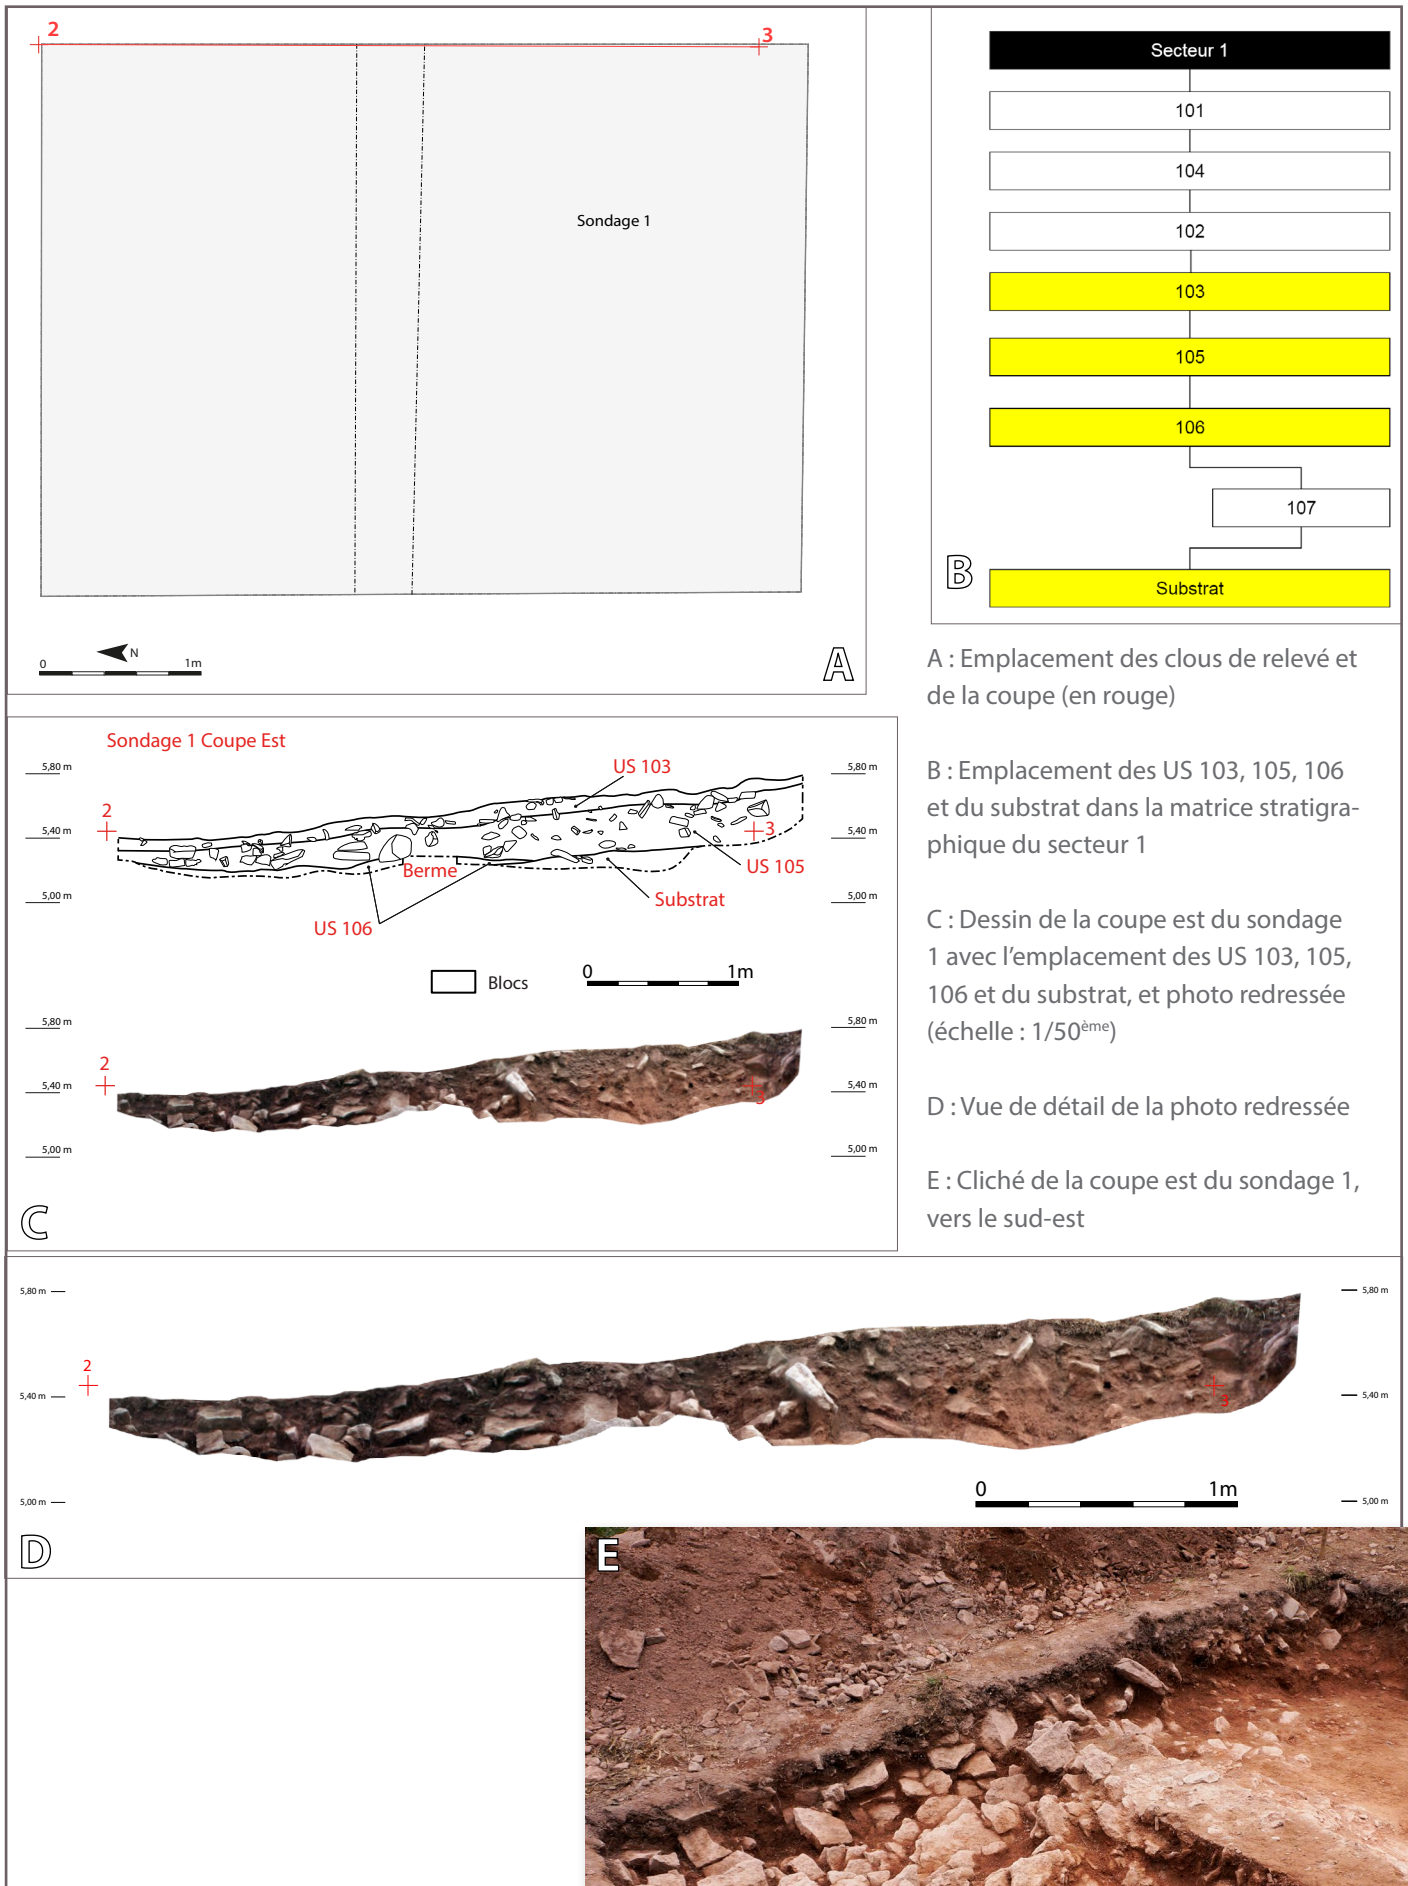 2
3
Sondage 1
N
0 1m
A
Secteur 1
101
104
102
103
105
106
107
Substrat
B
A : Emplacement des clous de relevé et
de la coupe (en rouge)
B : Emplacement des US 103, 105, 106
et du substrat dans la matrice stratigra-
phique du secteur 1
C : Dessin de la coupe est du sondage
1 avec l'emplacement des US 103, 105,
106 et du substrat, et photo redressée
(échelle : 1/50ème)
D : Vue de détail de la photo redressée
E : Cliché de la coupe est du sondage 1,
vers le sud-est
Sondage 1 Coupe Est
5,80 m
5,80 m
US 103
2
5,40 m
3
5,40 m
US 105
Berme
Substrat
5,00 m
5,00 m
US 106
Blocs
0 1m
5,80 m
5,80 m
2
5,40 m
5,40 m
3
5,00 m
5,00 m
C
5,80 m
5,80 m
2
5,40 m
5,40 m
3
0 1m
5,00 m
5,00 m
D
E